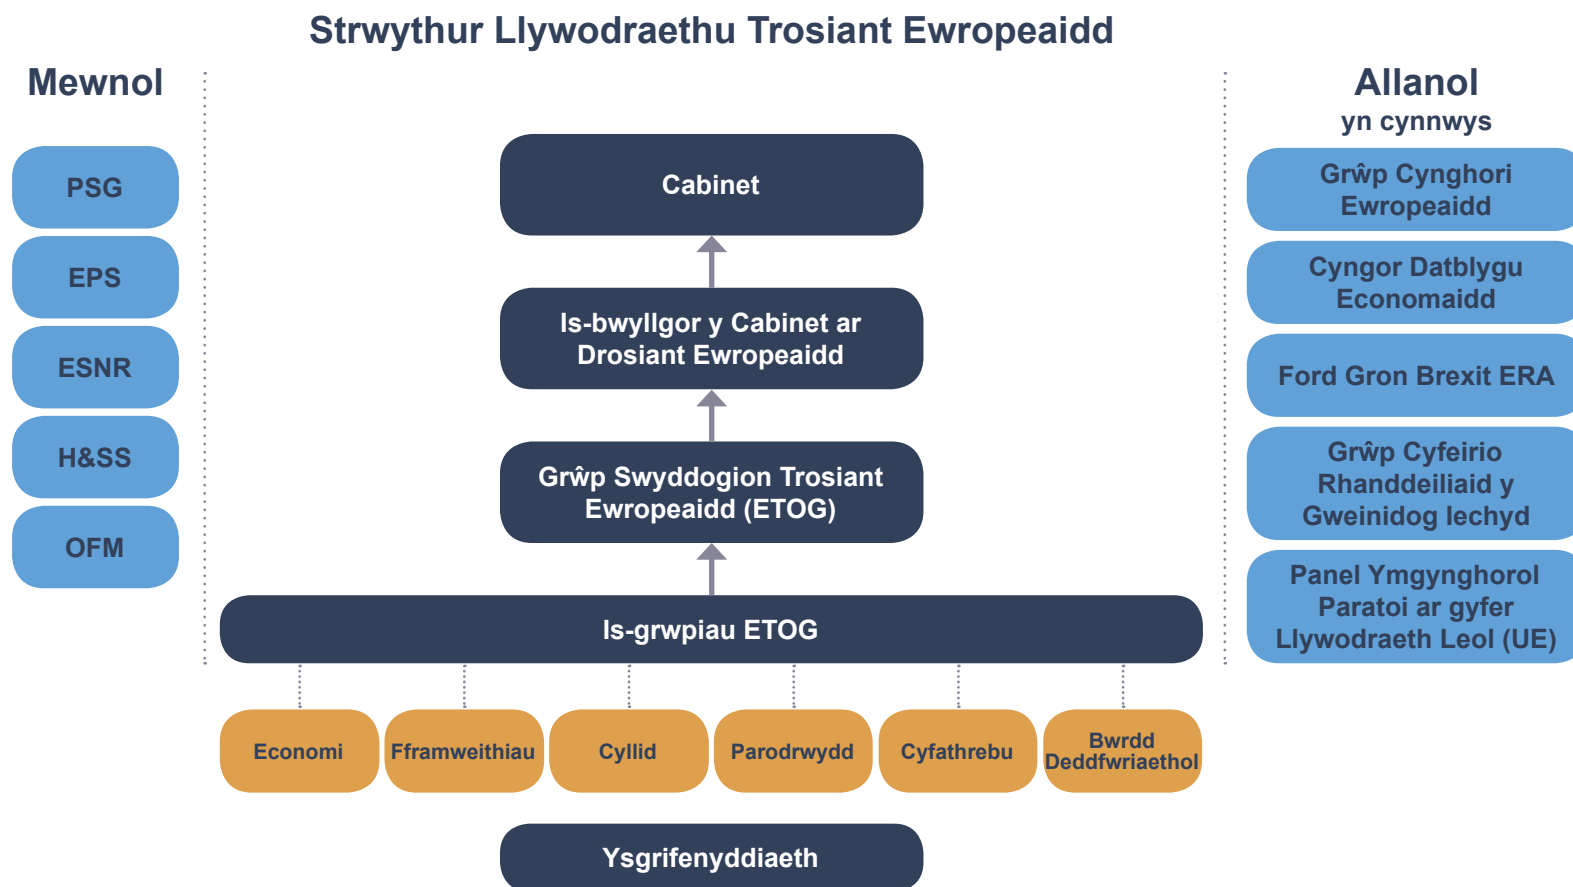 Strwythur Llywodraethu Trosiant Ewropeaidd
Mewnol
PSG
EPS
ESNR
H&SS
OFM
Cabinet
Is-bwyllgor y Cabinet ar
Drosiant Ewropeaidd
Grŵp Swyddogion Trosiant
Ewropeaidd (ETOG)
Is-grwpiau ETOG
Economi
Fframweithiau
Cyllid
Parodrwydd
Cyfathrebu
Bwrdd
Deddfwriaethol
Ysgrifenyddiaeth
Allanol
yn cynnwys
Grŵp Cynghori
Ewropeaidd
Cyngor Datblygu
Economaidd
Ford Gron Brexit ERA
Grŵp Cyfeirio
Rhanddeiliaid y
Gweinidog Iechyd
Panel Ymgynghorol
Paratoi ar gyfer
Llywodraeth Leol (UE)